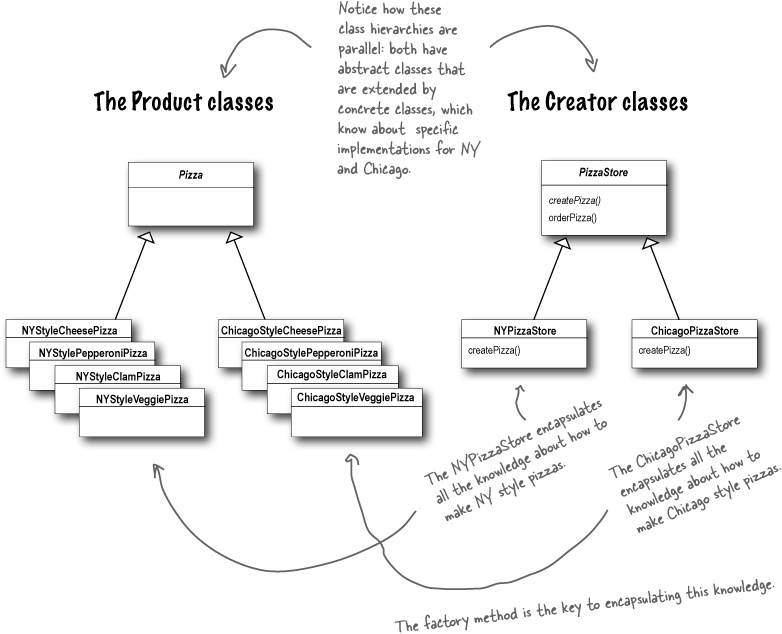 Notice how these
class hierarchies are
parallel: both have
abstract classes that
are extended by
concrete classes, which
know about specific
implementations for NY
and Chicago.
The Product classes
The Creator classes
Pizza
NYStyleCheesePizza
NYStylePepperoniPizza
NYStyleClamPizza
NYStyleVeggiePizza
ChicagoStyleCheesePizza
ChicagoStylePepperoniPizza
ChicagoStyleClamPizza
ChicagoStyleVeggiePizza
PizzaStore
createPizza()
orderPizza()
NYPizzaStore
createPizza()
ChicagoPizzaStore
createPizza()
The NYPizzaStore encapsulates
all the knowledge about how to
make NY style pizzas.
The ChicagoPizzaStore
encapsulates all the
knowledge about how to
make Chicago style pizzas.
The factory method is the key to encapsulating this knowledge.